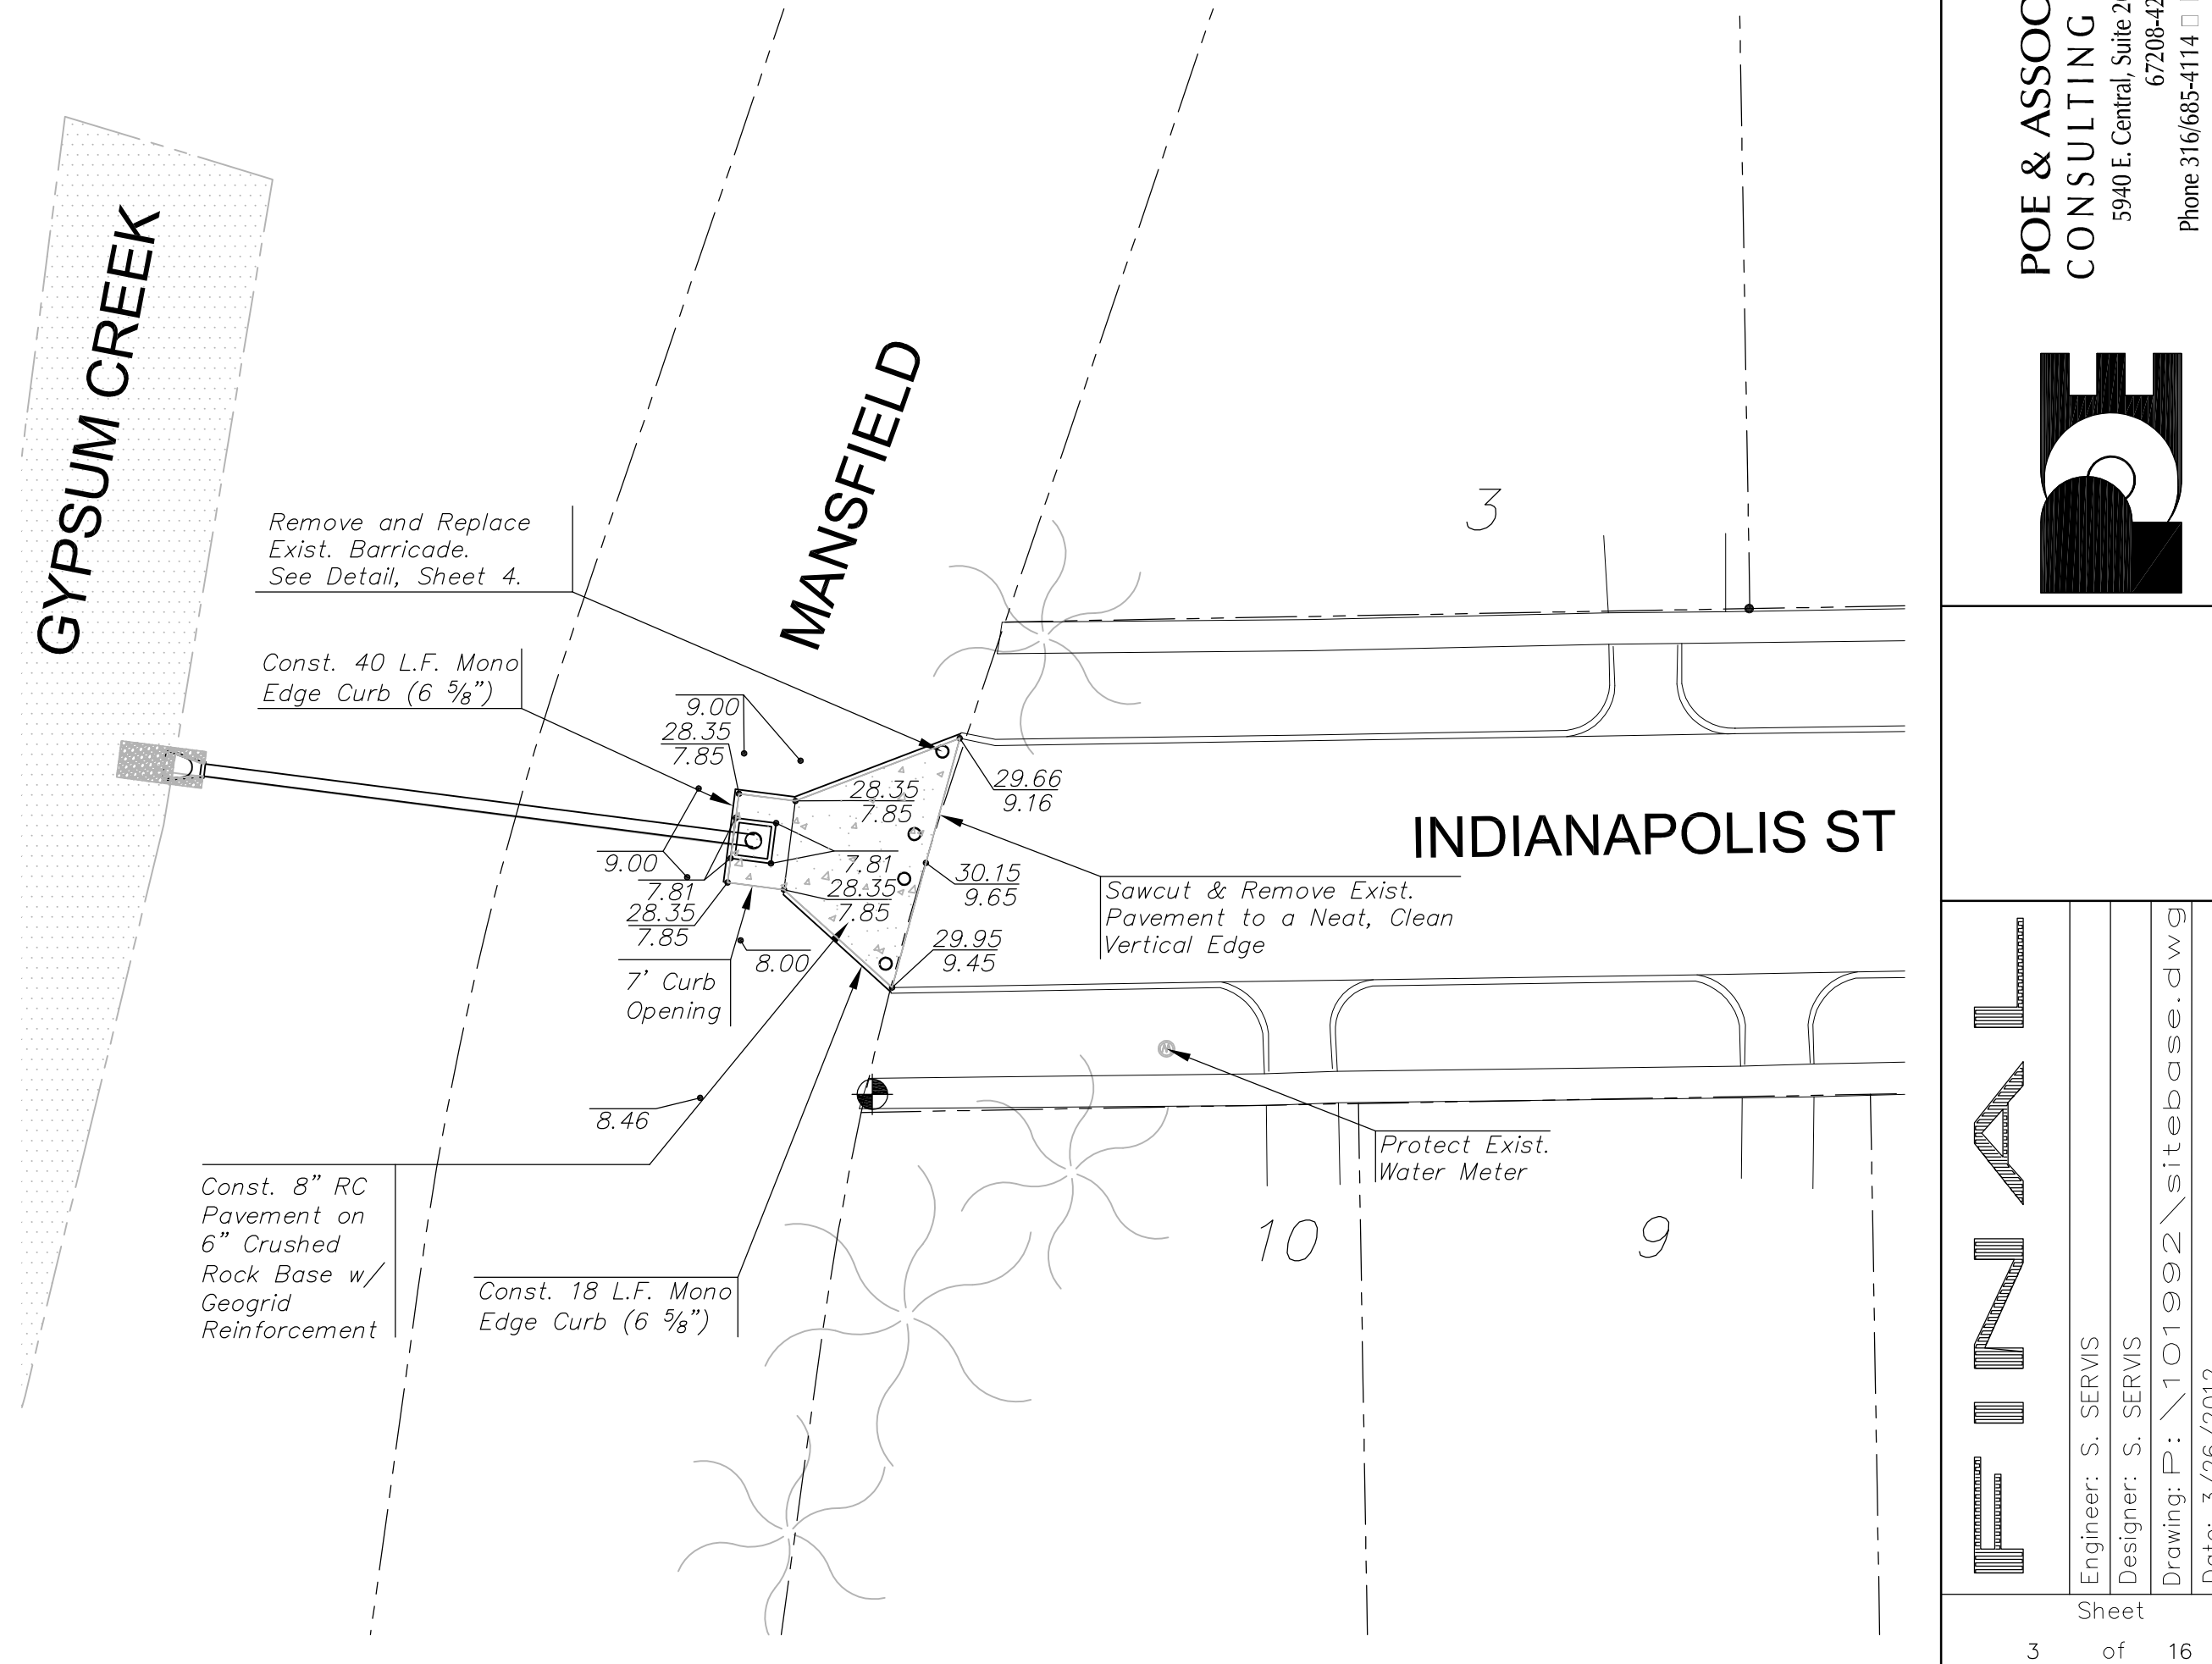 GYPSUM CREEK
MANSFIELD
INDIANAPOLIS ST
Remove and Replace
Exist. Barricade.
See Detail, Sheet 4.
Const. 40 L.F. Mono
Edge Curb (6 5/8")
3
9.00
28.35
7.85
28.35
7.85
29.66
9.16
9.00
7.81
28.35
7.85
7.81
28.35
7.85
30.15
9.65
29.95
9.45
8.00
7' Curb
Opening
8.46
Sawcut & Remove Exist.
Pavement to a Neat, Clean
Vertical Edge
Protect Exist.
Water Meter
Const. 8" RC
Pavement on
6" Crushed
Rock Base w/
Geogrid
Reinforcement
Const. 18 L.F. Mono
Edge Curb (6 5/8")
10
9
POE & ASSOC
CONSULTING
5940 E. Central, Suite
67208-42
Phone 316/685-4114
POE
FINAL
Engineer: S. SERVIS
Designer: S. SERVIS
Drawing: P:\101992\sitebase.dwg
Date: 3/26/2012
Sheet
3 of 16